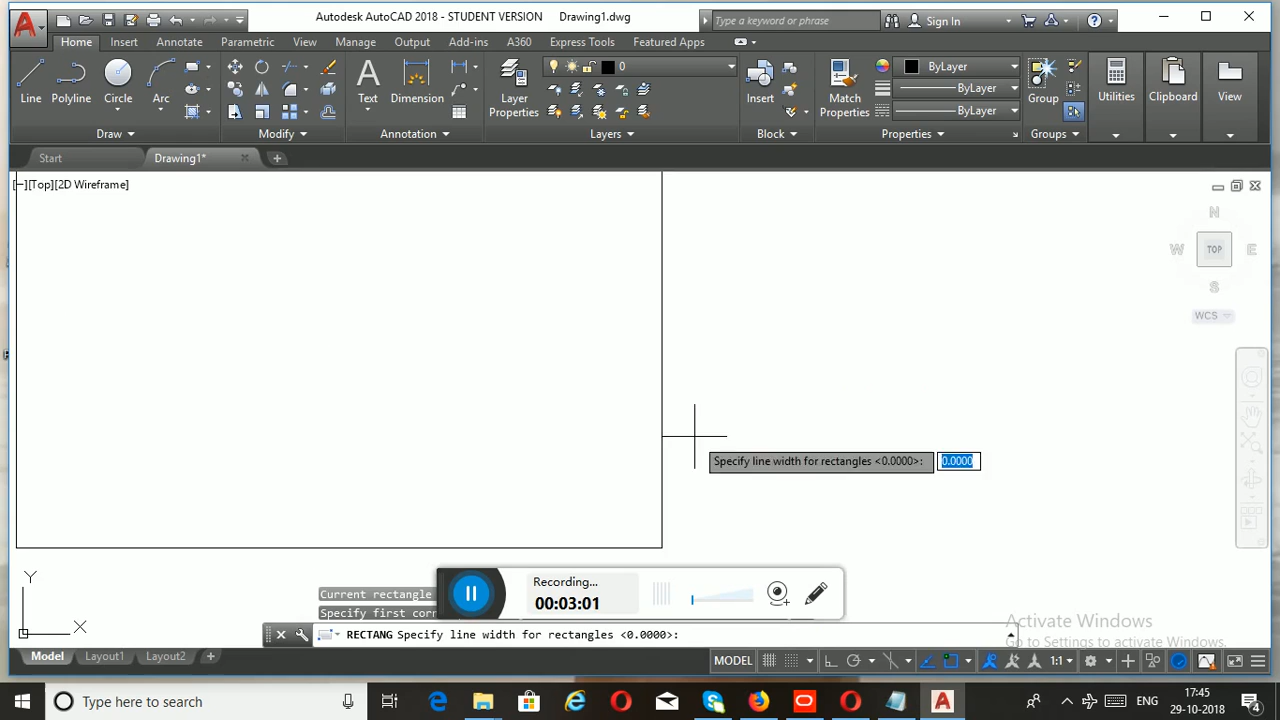 Autodesk AutoCAD 2018 - STUDENT VERSION Drawing1.dwg
Type a keyword or phrase
Sign In
Home Insert Annotate Parametric View Manage Output Add-ins A360 Express Tools Featured Apps
Line Polyline Circle Arc
Text Dimension
Layer
Properties
0
Insert
Match
Properties
ByLayer
ByLayer
ByLayer
Group
Utilities
Clipboard
View
Draw Modify Annotation Layers Block Properties Groups
Start Drawing1*
[−][Top][2D Wireframe]
N
W TOP E
S
WCS
Specify line width for rectangles <0.0000>: 0.0000
Y
X
Current rectangle
Specify first corn
Recording...
00:03:01
Activate Windows
Go to Settings to activate Windows.
RECTANG Specify line width for rectangles <0.0000>:
Model Layout1 Layout2
MODEL 1:1
Type here to search
ENG
17:45
29-10-2018
4